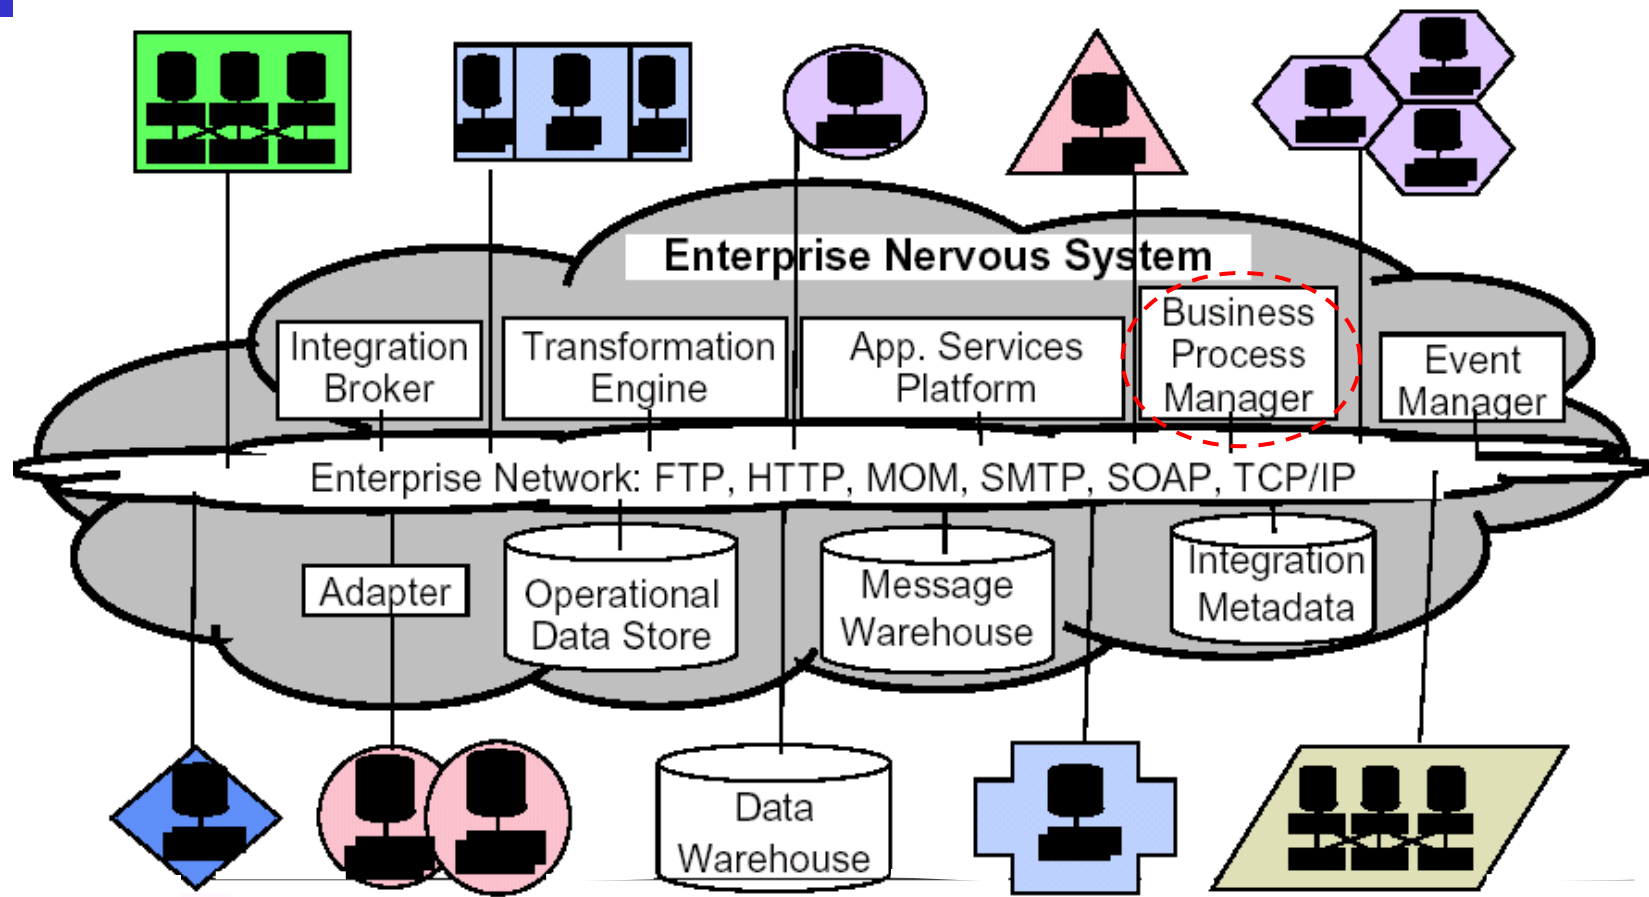 Enterprise Nervous System
Integration
Broker
Transformation
Engine
App. Services
Platform
Business
Process
Manager
Event
Manager
Enterprise Network: FTP, HTTP, MOM, SMTP, SOAP, TCP/IP
Adapter
Operational
Data Store
Message
Warehouse
Integration
Metadata
Data
Warehouse